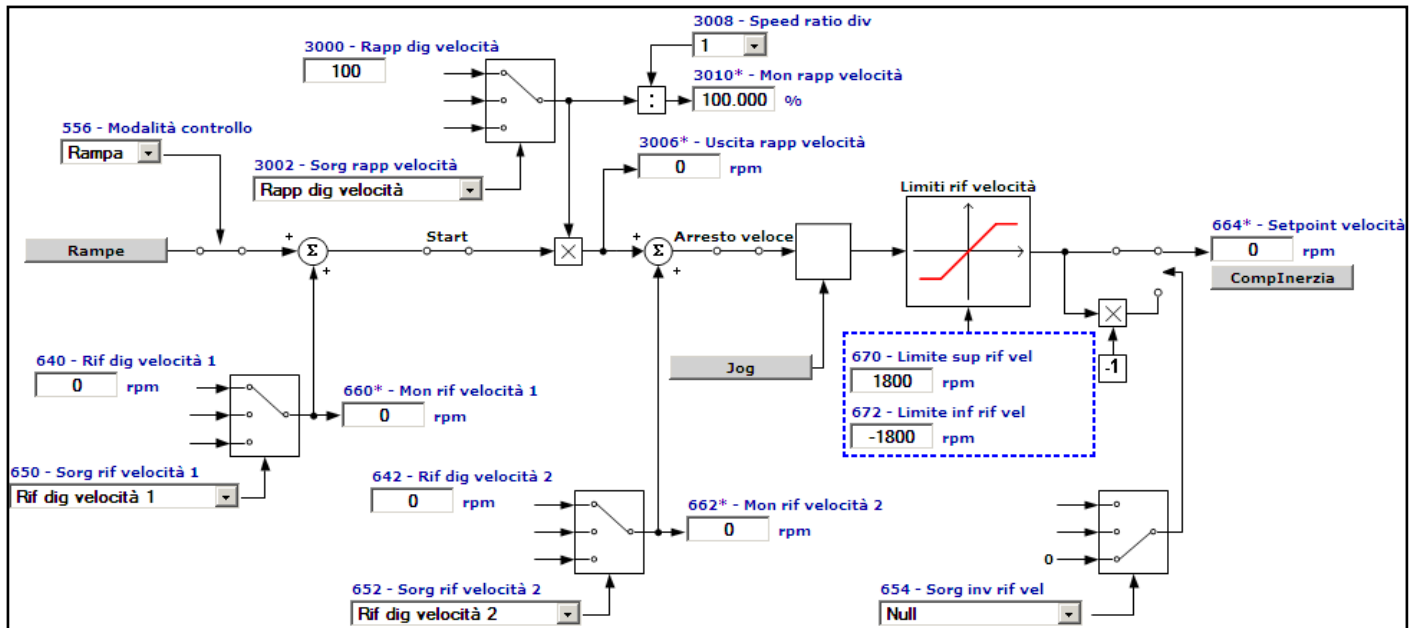 3008 - Speed ratio div
1
3000 - Rapp dig velocità
100
3010* - Mon rapp velocità
100.000 %
:
556 - Modalità controllo
Rampa
3006* - Uscita rapp velocità
0 rpm
3002 - Sorg rapp velocità
Rapp dig velocità
Limiti rif velocità
664* - Setpoint velocità
0 rpm
Rampe
+
Σ
+
Start
×
+
Σ
+
Arresto veloce
CompInerzia
×
-1
640 - Rif dig velocità 1
0 rpm
660* - Mon rif velocità 1
0 rpm
Jog
670 - Limite sup rif vel
1800 rpm
672 - Limite inf rif vel
-1800 rpm
650 - Sorg rif velocità 1
Rif dig velocità 1
642 - Rif dig velocità 2
0 rpm
662* - Mon rif velocità 2
0 rpm
0
652 - Sorg rif velocità 2
Rif dig velocità 2
654 - Sorg inv rif vel
Null